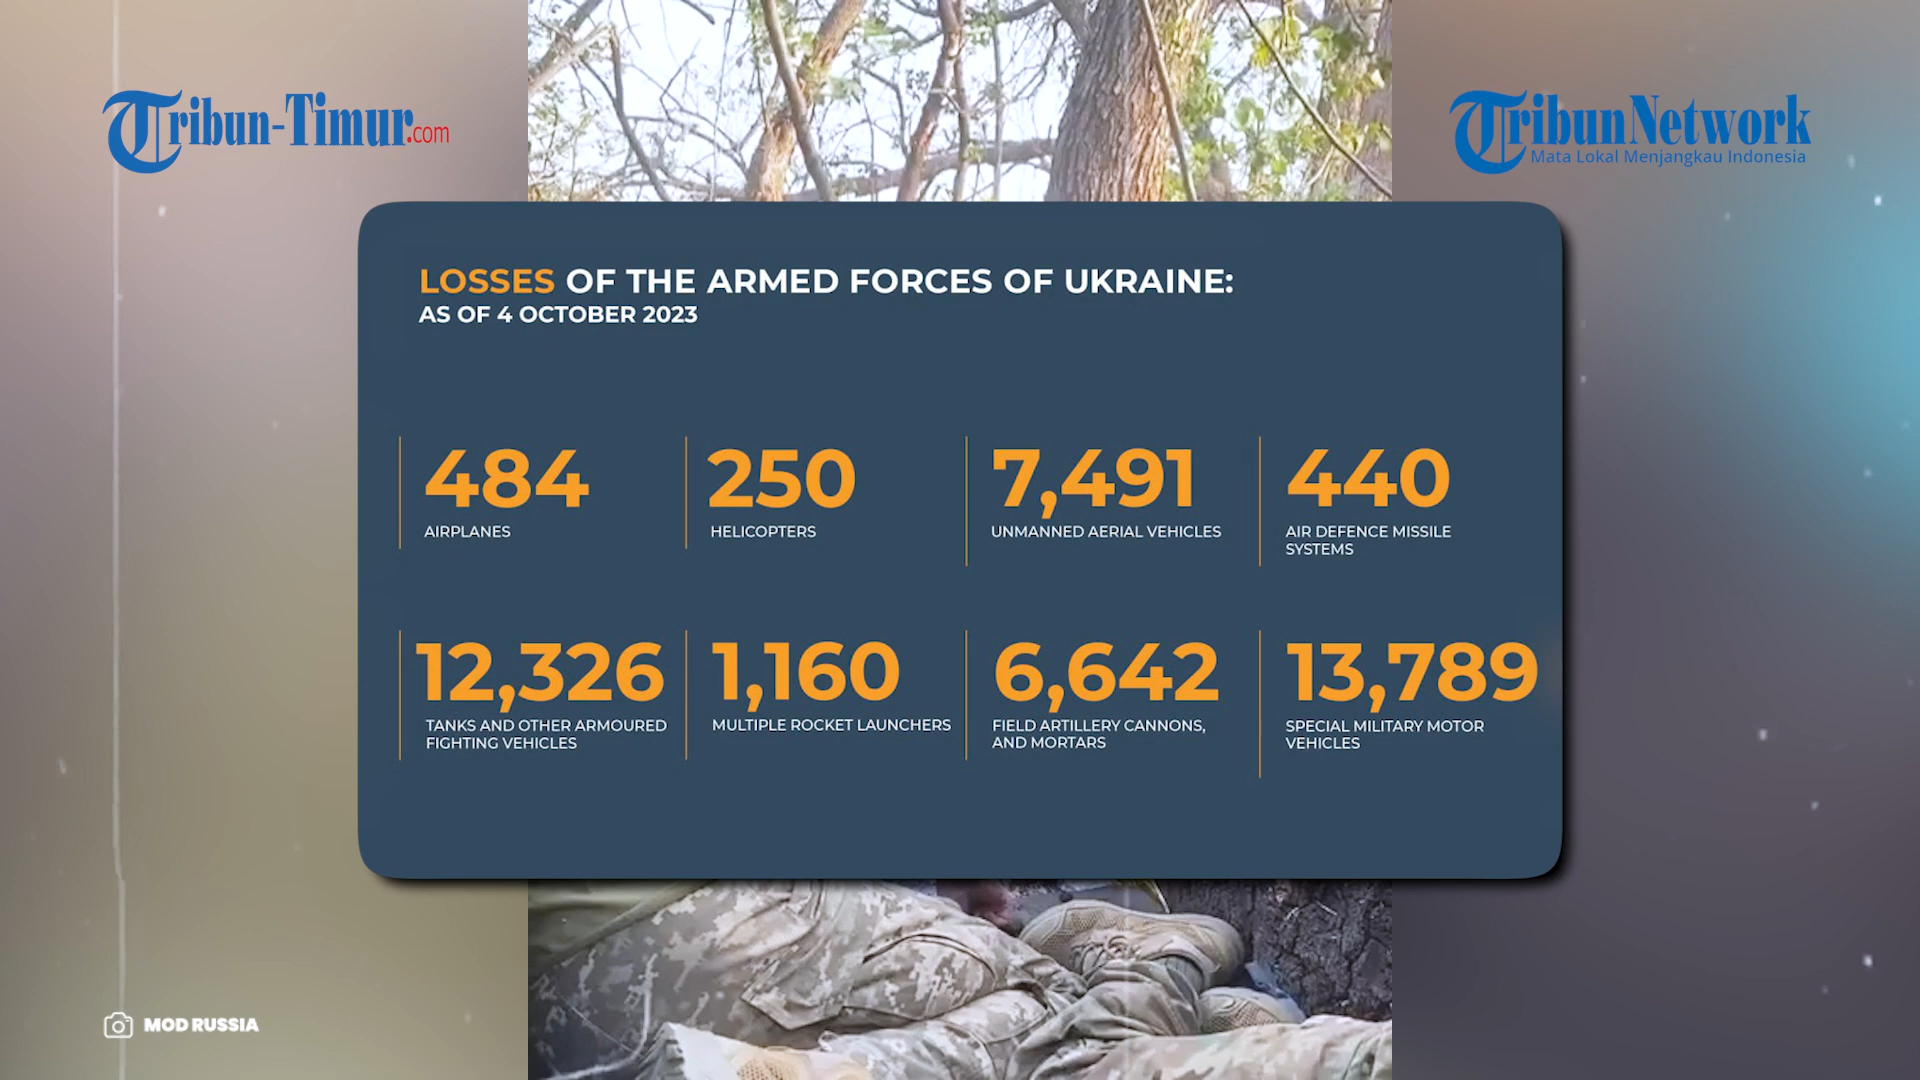 Tribun-Timur.com
TribunNetwork
Mata Lokal Menjangkau Indonesia
LOSSES OF THE ARMED FORCES OF UKRAINE:
AS OF 4 OCTOBER 2023
484
AIRPLANES
250
HELICOPTERS
7,491
UNMANNED AERIAL VEHICLES
440
AIR DEFENCE MISSILE
SYSTEMS
12,326
TANKS AND OTHER ARMOURED
FIGHTING VEHICLES
1,160
MULTIPLE ROCKET LAUNCHERS
6,642
FIELD ARTILLERY CANNONS,
AND MORTARS
13,789
SPECIAL MILITARY MOTOR
VEHICLES
MOD RUSSIA